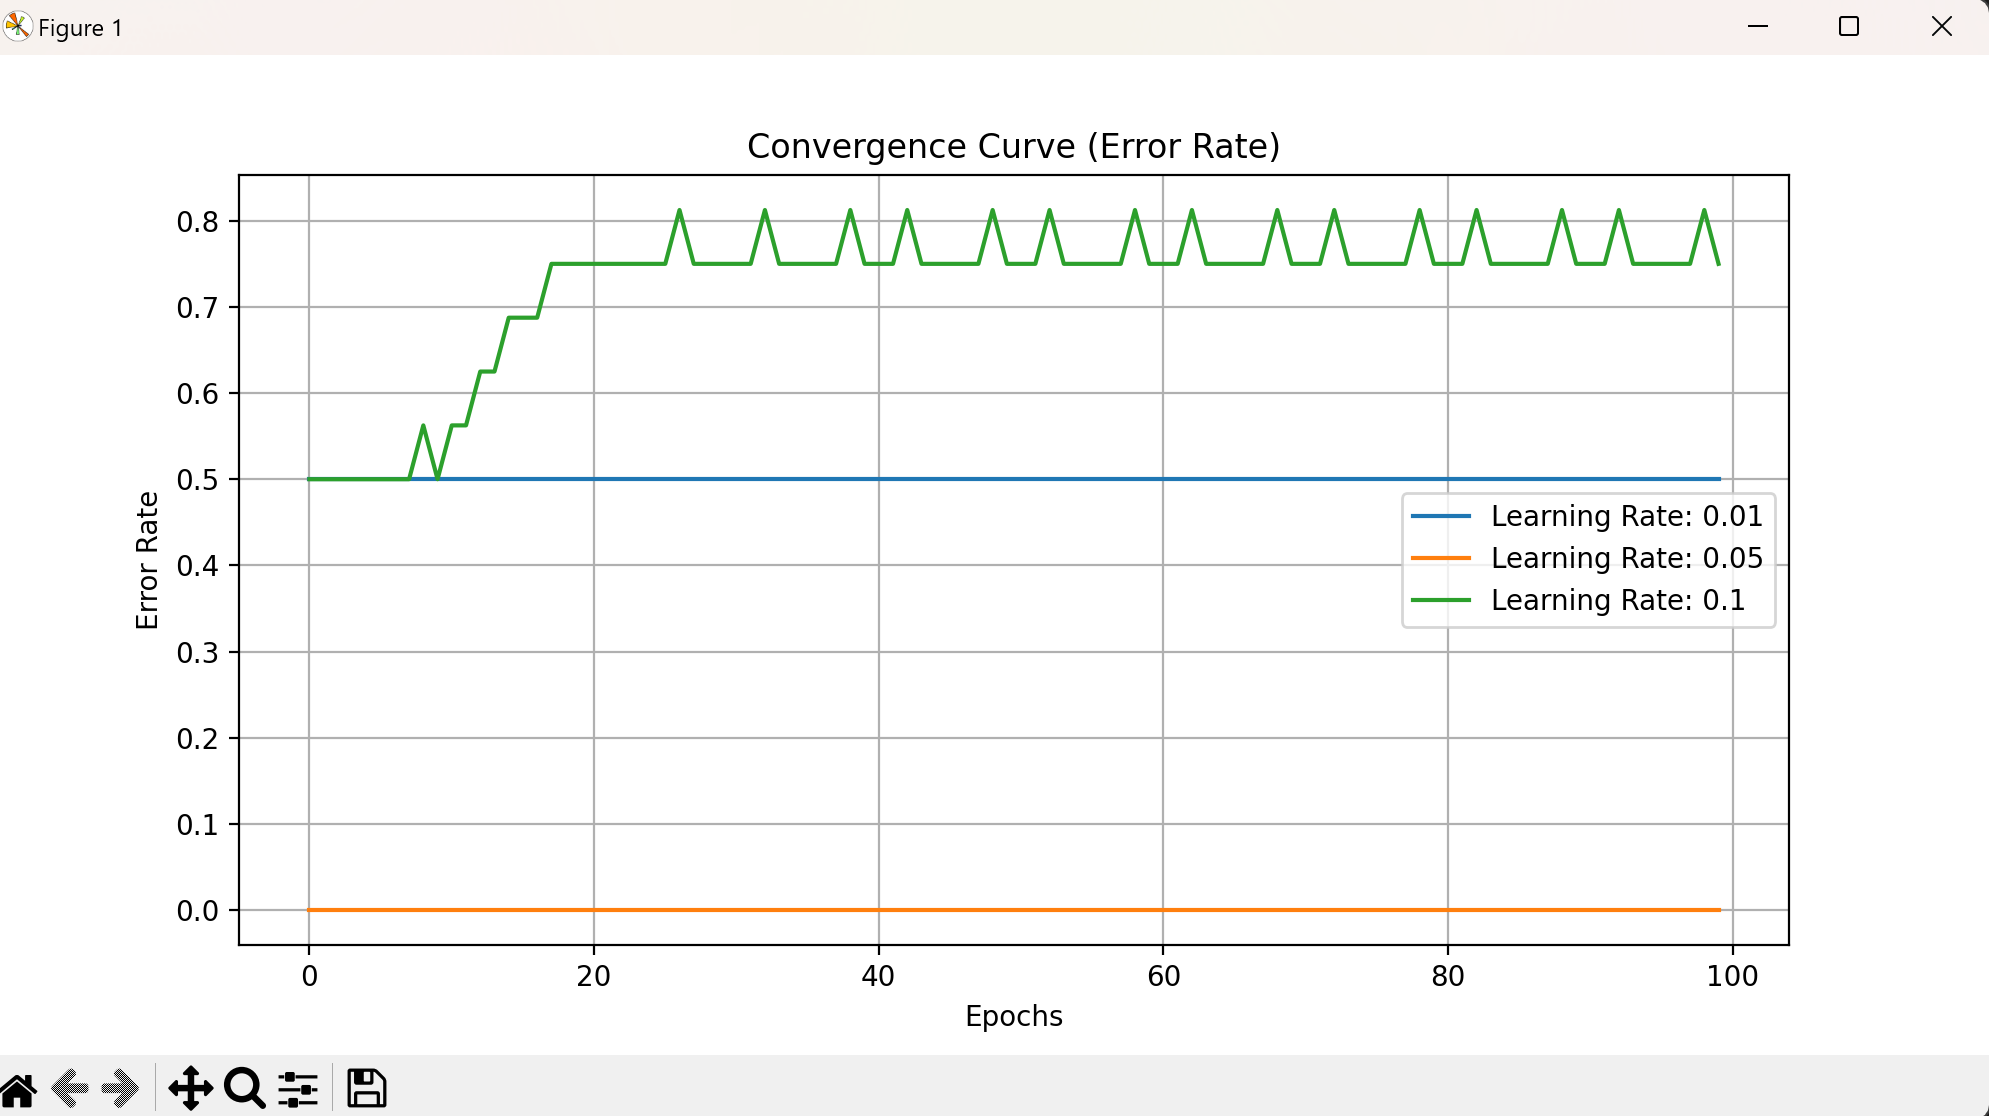 Figure 1
Convergence Curve (Error Rate)
0.8
0.7
0.6
0.5
0.4
0.3
0.2
0.1
0.0
Error Rate
Learning Rate: 0.01
Learning Rate: 0.05
Learning Rate: 0.1
0 20 40 60 80 100
Epochs